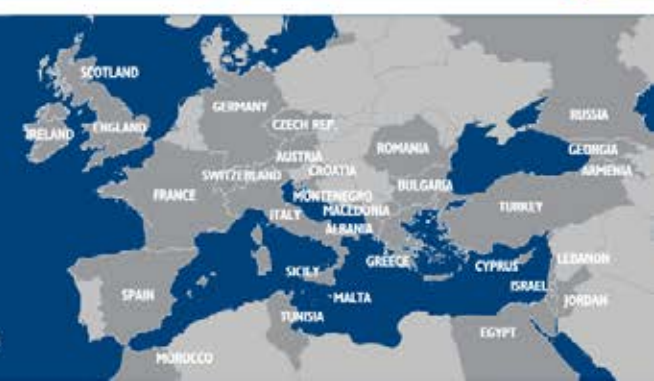 SCOTLAND
GERMANY
RUSSIA
IRELAND
ENGLAND
CZECH REP.
ROMANIA
GEORGIA
AUSTRIA
CROATIA
ARMENIA
SWITZERLAND
BULGARIA
FRANCE
MONTENEGRO
MACEDONIA
TURKEY
ITALY
ALBANIA
GREECE
LEBANON
CYPRUS
SICILY
ISRAEL
SPAIN
MALTA
JORDAN
TUNISIA
EGYPT
MOROCCO